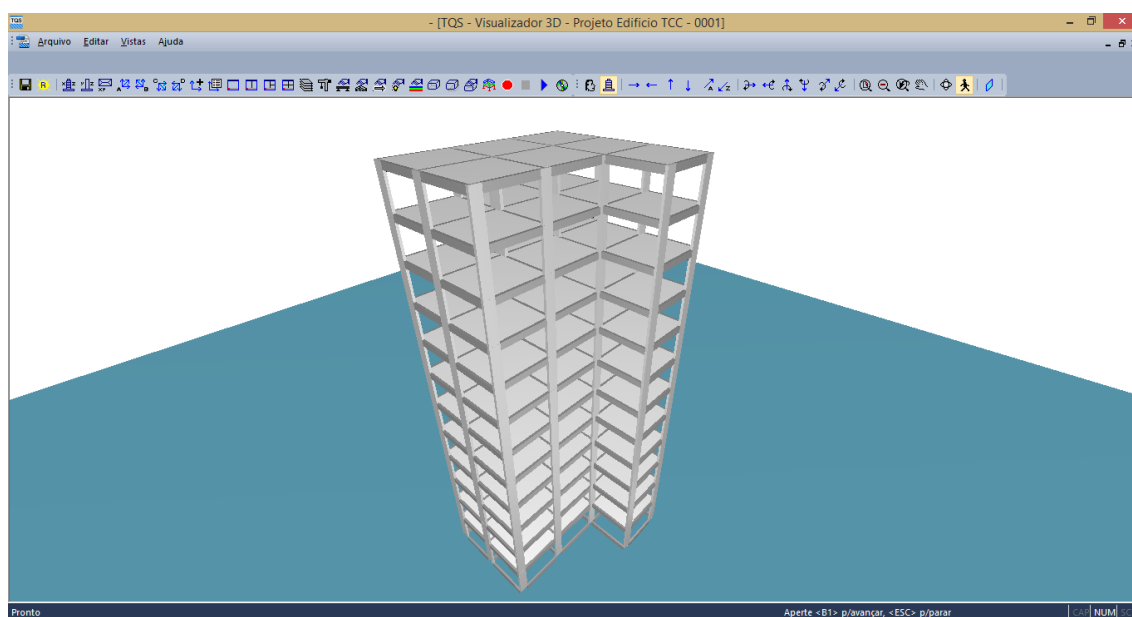 TQS
- [TQS - Visualizador 3D - Projeto Edificio TCC - 0001]
Arquivo Editar Vistas Ajuda
Pronto
Aperte <B1> p/avançar, <ESC> p/parar
CAP NUM SC